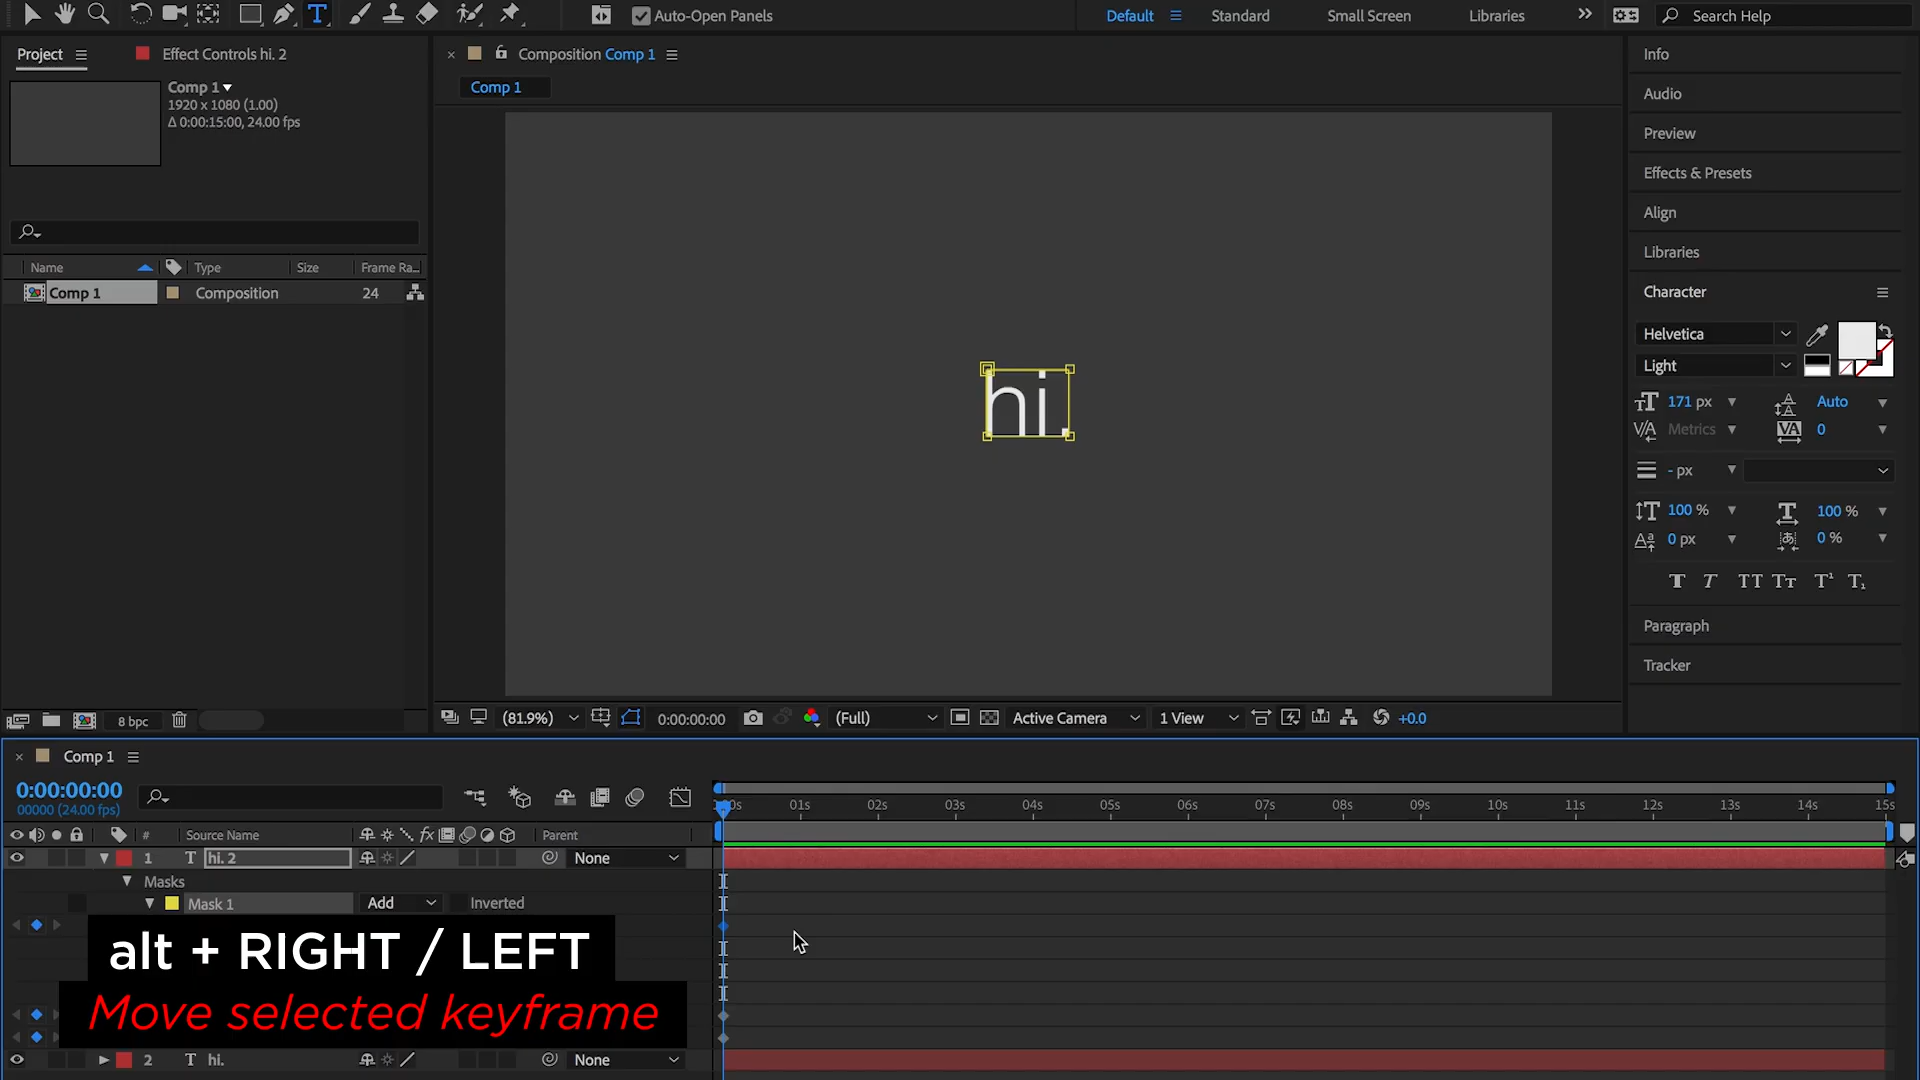 Auto-Open Panels
Default
Standard
Small Screen
Libraries
Search Help
Project
Effect Controls hi. 2
Comp 1
1920 x 1080 (1.00)
Δ 0:00:15:00, 24.00 fps
Name
Type
Size
Frame Ra...
Comp 1
Composition
24
8 bpc
Composition Comp 1
Comp 1
hi.
(81.9%)
0:00:00:00
(Full)
Active Camera
1 View
+0.0
Info
Audio
Preview
Effects & Presets
Align
Libraries
Character
Helvetica
Light
171 px
Auto
Metrics
0
- px
100 %
100 %
0 px
0 %
Paragraph
Tracker
Comp 1
0:00:00:00
00000 (24.00 fps)
01s 02s 03s 04s 05s 06s 07s 08s 09s 10s 11s 12s 13s 14s 15s
#
Source Name
Parent
1 T hi. 2 None
Masks
Mask 1 Add Inverted
alt + RIGHT / LEFT
Move selected keyframe
2 T hi. None